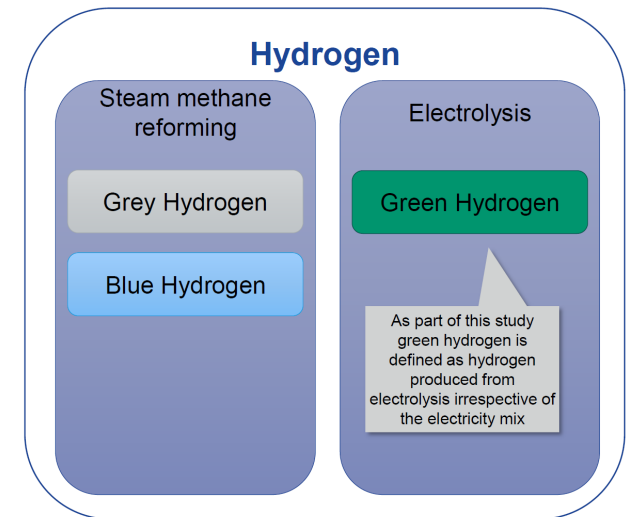 Hydrogen
Steam methane
reforming
Grey Hydrogen
Blue Hydrogen
Electrolysis
Green Hydrogen
As part of this study
green hydrogen is
defined as hydrogen
produced from
electrolysis irrespective of
the electricity mix